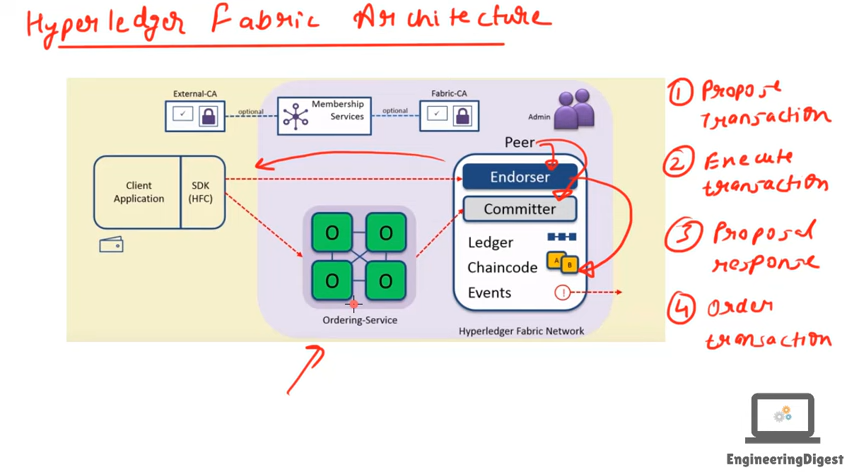 Hyperledger Fabric Architecture
External-CA
optional
Membership
Services
optional
Fabric-CA
Admin
Peer
Client
Application
SDK
(HFC)
Endorser
Committer
Ledger
Chaincode
A
B
Events
O
O
O
O
Ordering-Service
Hyperledger Fabric Network
1 Propose
transaction
2 Execute
transaction
3 Proposal
response
4 Order
transaction
EngineeringDigest